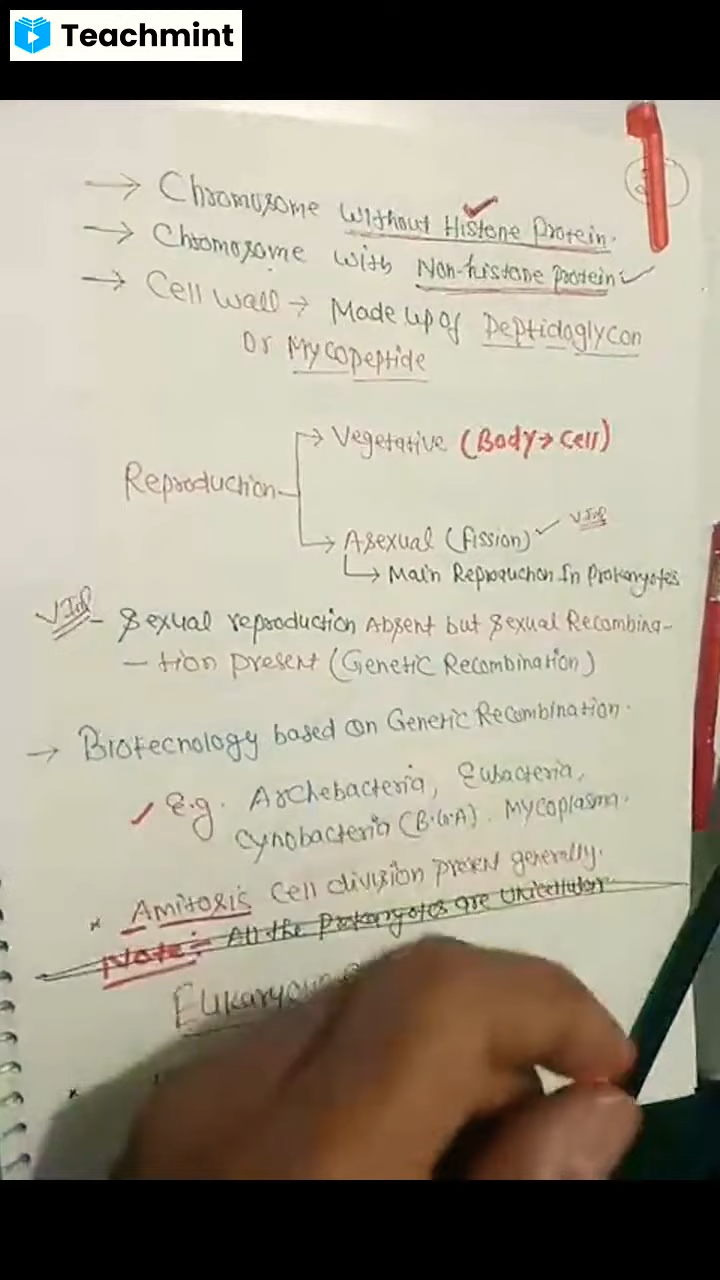 Teachmint
→ Chromosome without Histone Protein.
→ Chromosome with Non-histone protein
→ Cell wall → Made up of Peptidoglycon
Or Mycopeptide
→ Vegetative (Body → Cell)
Reproduction
→ Asexual (fission) V.Imp
→ Main Reproduction In Prokaryotes
V.Imp - Sexual reproduction Absent but Sexual Recombina-
- tion present (Genetic Recombination)
→ Biotecnology based on Genetic Recombination.
E.g. Archebacteria, Eubacteria,
Cynobacteria (B.G.A). Mycoplasma.
* Amitosis Cell division present generally.
Note:- All the Prokaryotes are Unicellular